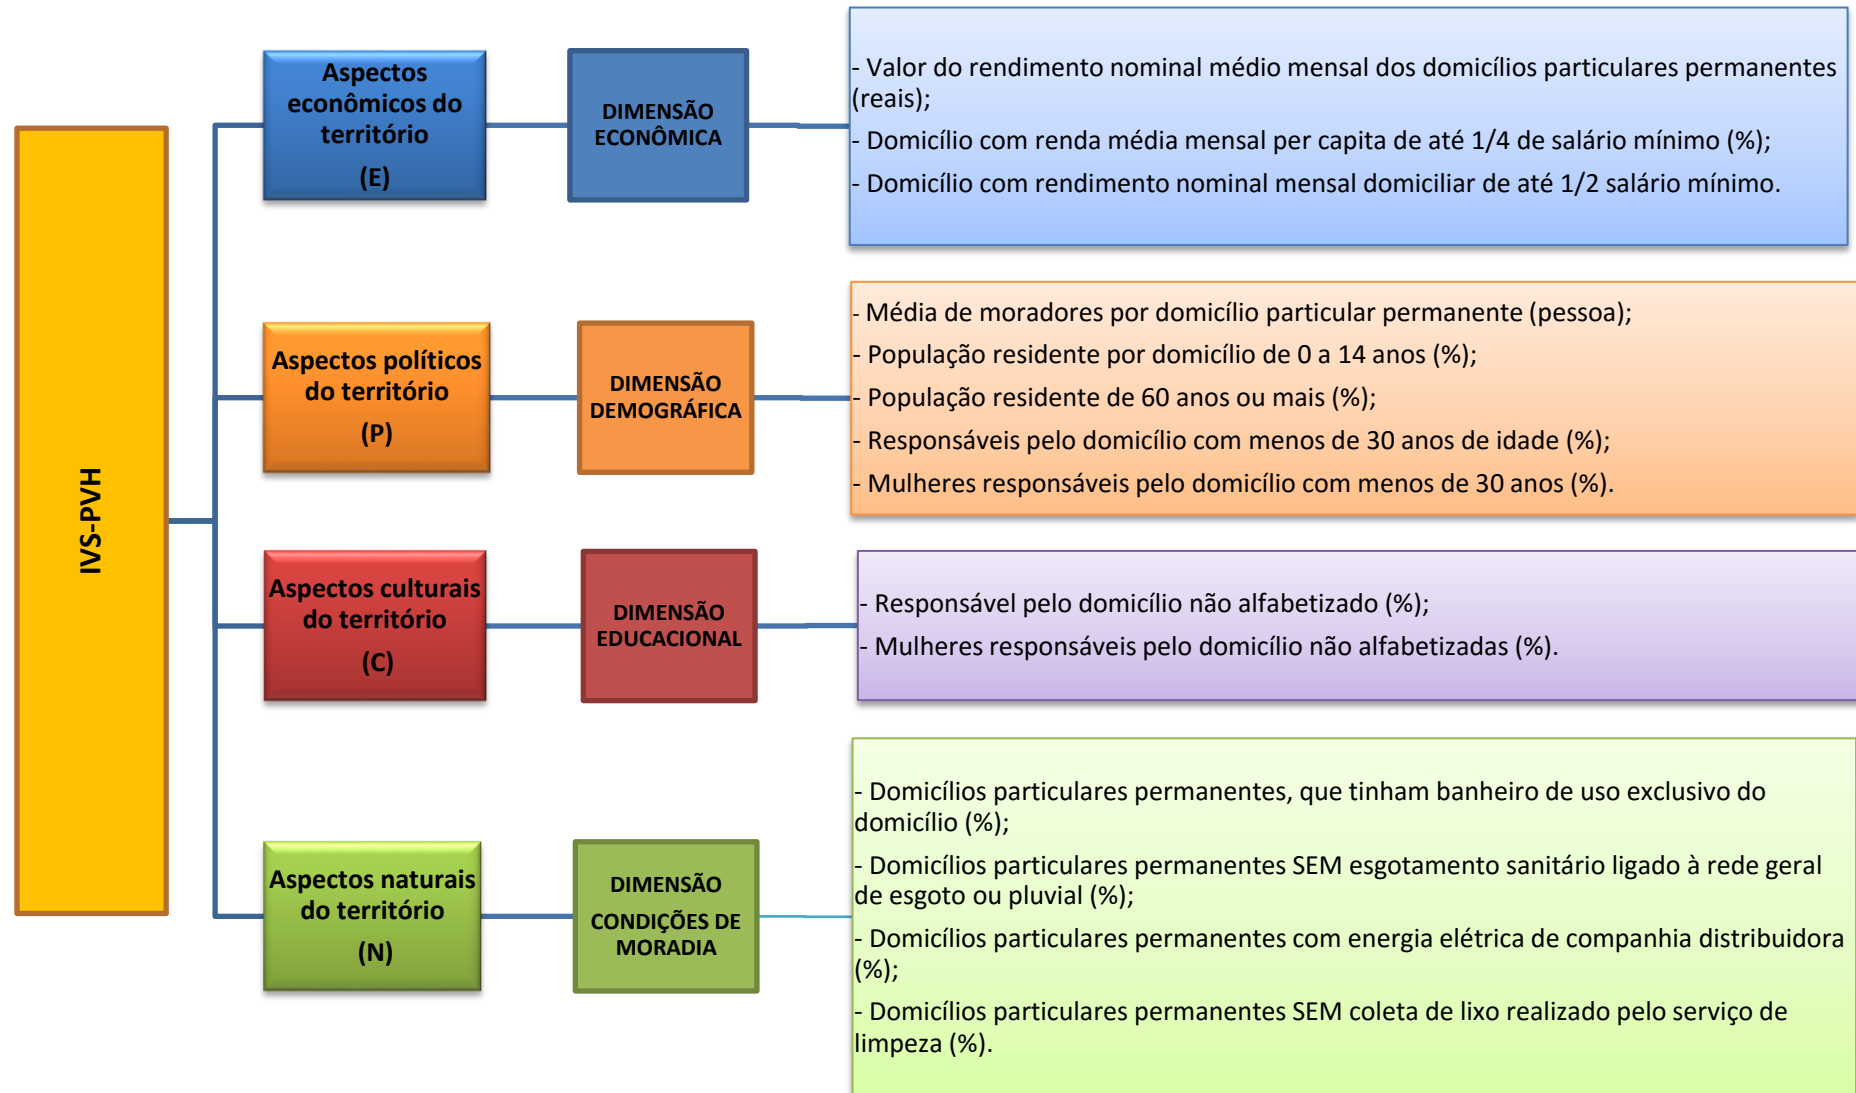 IVS-PVH
Aspectos
econômicos do
território
(E)
DIMENSÃO
ECONÔMICA
- Valor do rendimento nominal médio mensal dos domicílios particulares permanentes
(reais);
- Domicílio com renda média mensal per capita de até 1/4 de salário mínimo (%);
- Domicílio com rendimento nominal mensal domiciliar de até 1/2 salário mínimo.
Aspectos políticos
do território
(P)
DIMENSÃO
DEMOGRÁFICA
- Média de moradores por domicílio particular permanente (pessoa);
- População residente por domicílio de 0 a 14 anos (%);
- População residente de 60 anos ou mais (%);
- Responsáveis pelo domicílio com menos de 30 anos de idade (%);
- Mulheres responsáveis pelo domicílio com menos de 30 anos (%).
Aspectos culturais
do território
(C)
DIMENSÃO
EDUCACIONAL
- Responsável pelo domicílio não alfabetizado (%);
- Mulheres responsáveis pelo domicílio não alfabetizadas (%).
Aspectos naturais
do território
(N)
DIMENSÃO
CONDIÇÕES DE
MORADIA
- Domicílios particulares permanentes, que tinham banheiro de uso exclusivo do
domicílio (%);
- Domicílios particulares permanentes SEM esgotamento sanitário ligado à rede geral
de esgoto ou pluvial (%);
- Domicílios particulares permanentes com energia elétrica de companhia distribuidora
(%);
- Domicílios particulares permanentes SEM coleta de lixo realizado pelo serviço de
limpeza (%).